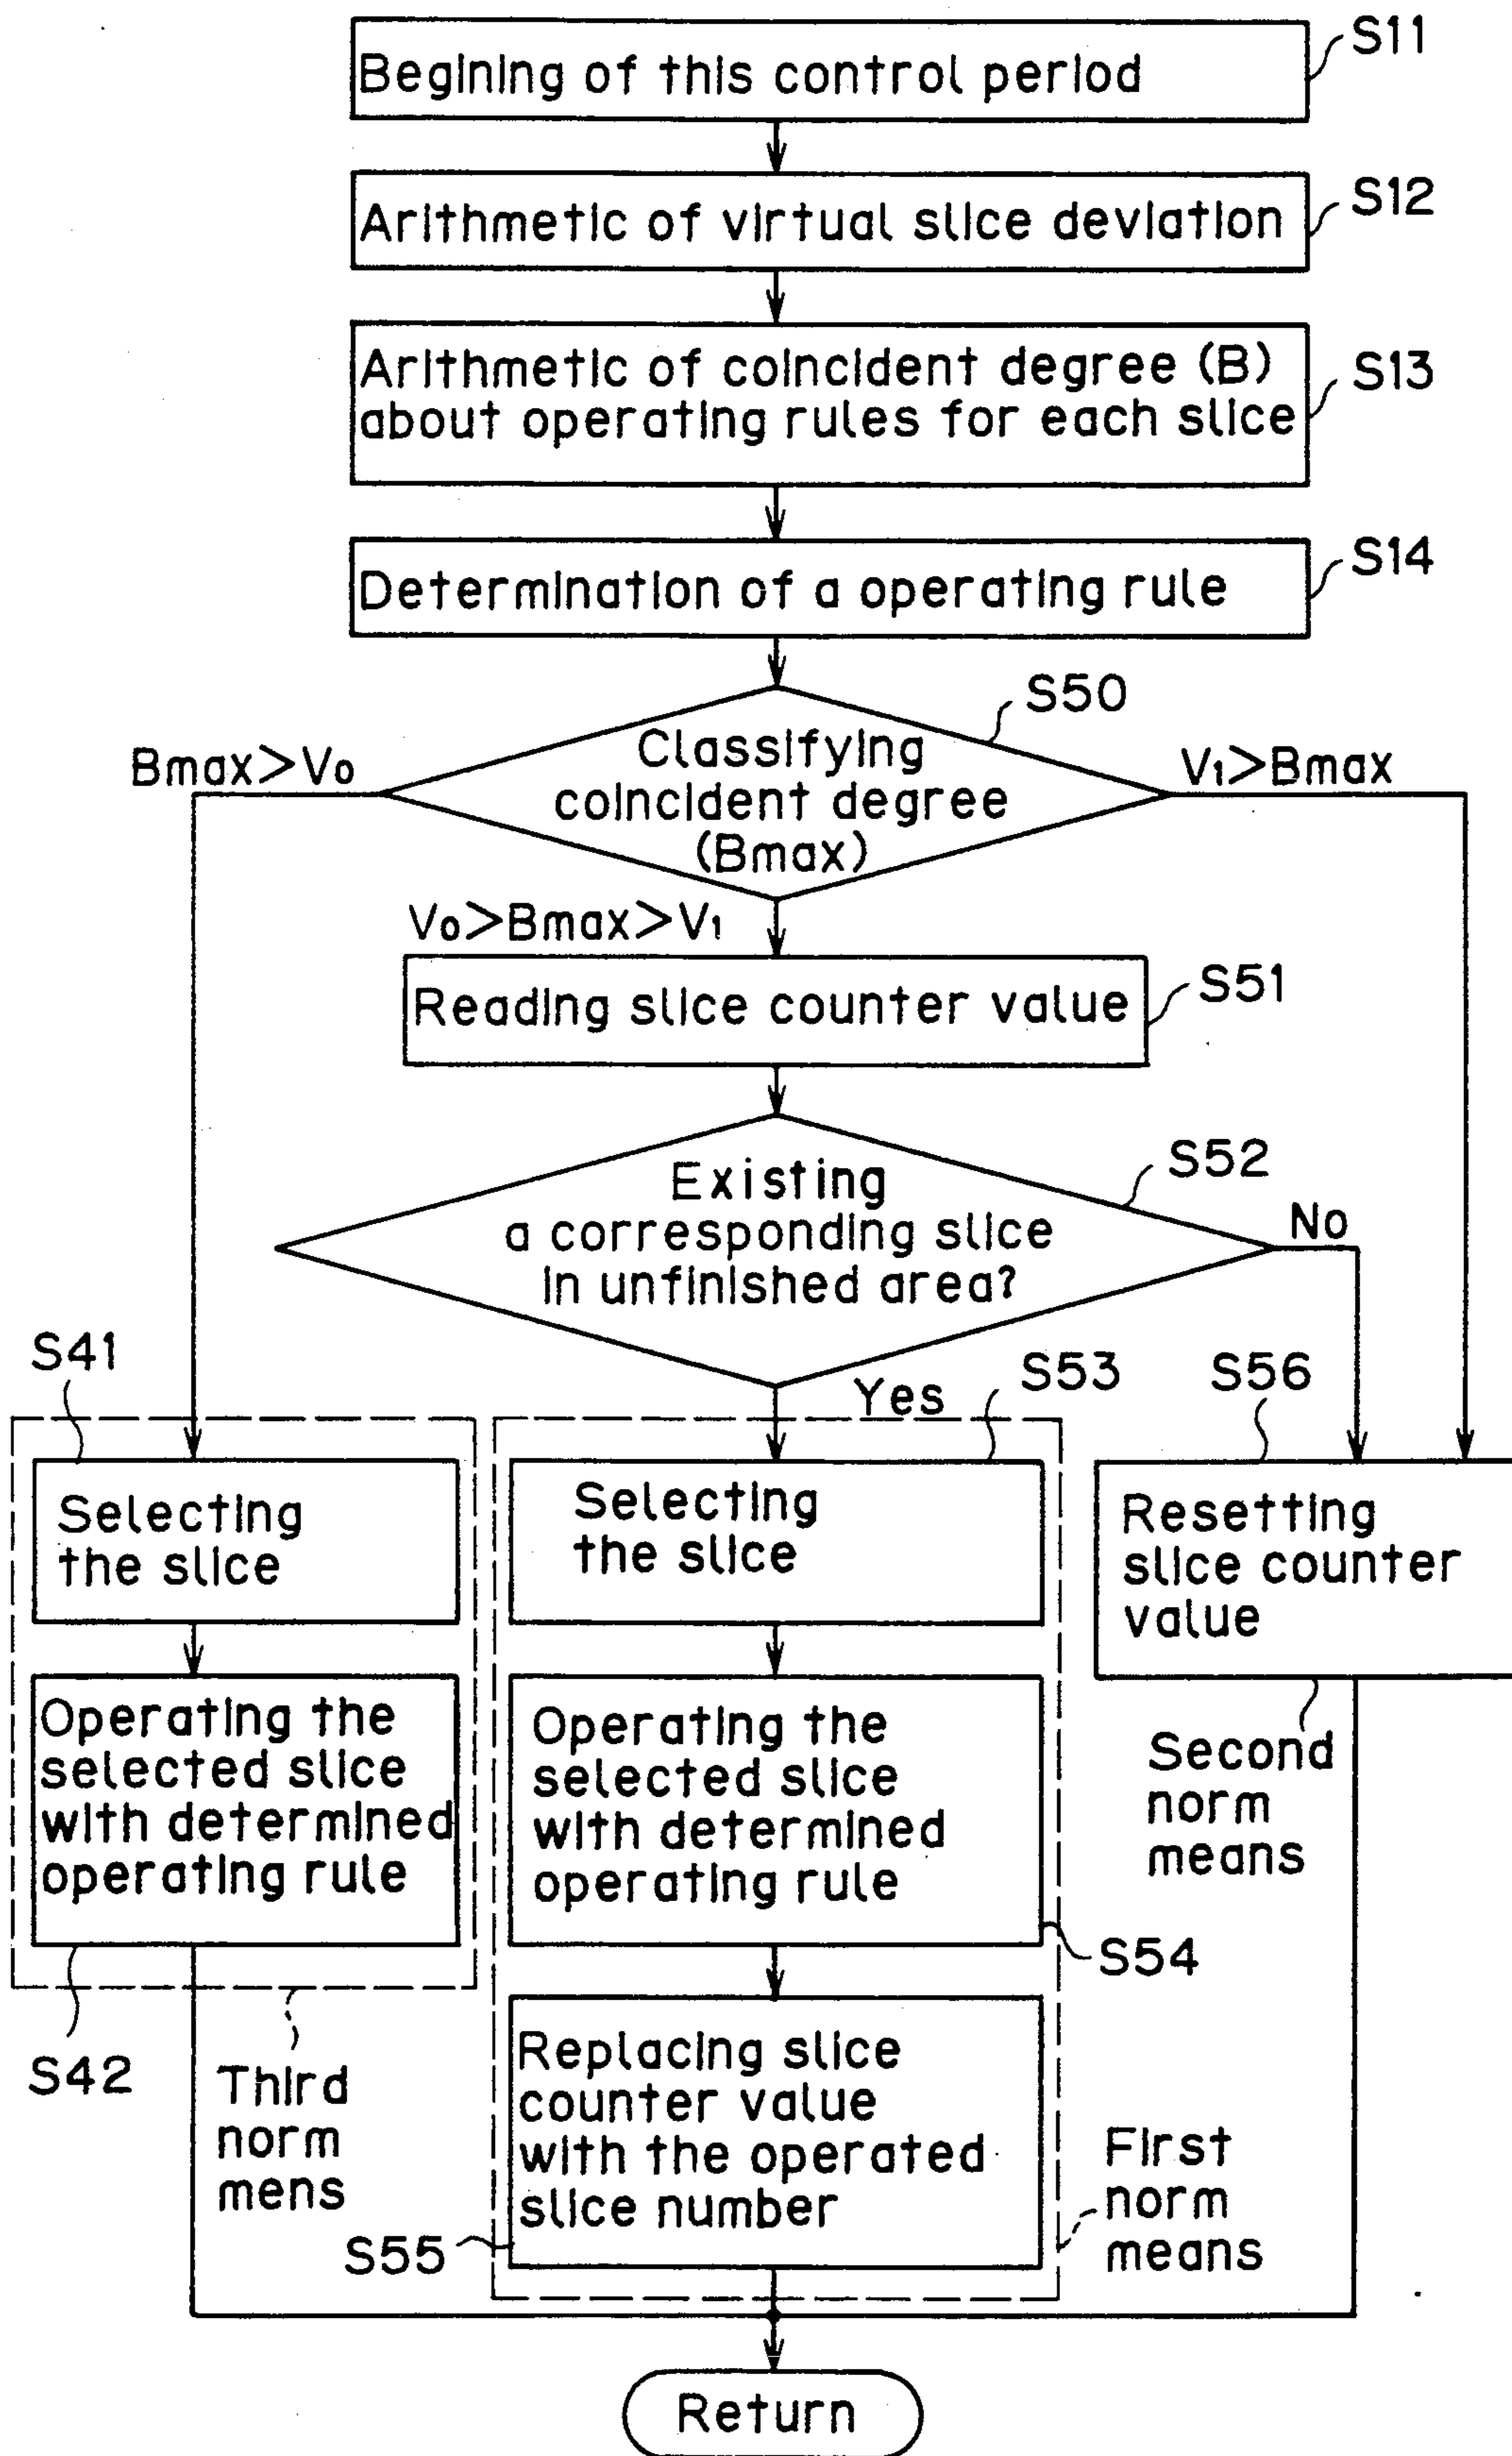 S11
Begining of this control period
S12
Arithmetic of virtual slice deviation
S13
Arithmetic of coincident degree (B)
about operating rules for each slice
S14
Determination of a operating rule
S50
Classifying
coincident degree
(Bmax)
Bmax>V₀
V₁>Bmax
V₀>Bmax>V₁
Reading slice counter value
S51
S52
Existing
a corresponding slice
in unfinished area?
No
Yes
S41
S53
S56
Selecting
the slice
Selecting
the slice
Resetting
slice counter
value
Operating the
selected slice
with determined
operating rule
Operating the
selected slice
with determined
operating rule
Second
norm
means
S54
S42
Third
norm
mens
Replacing slice
counter value
with the operated
slice number
S55
First
norm
means
Return